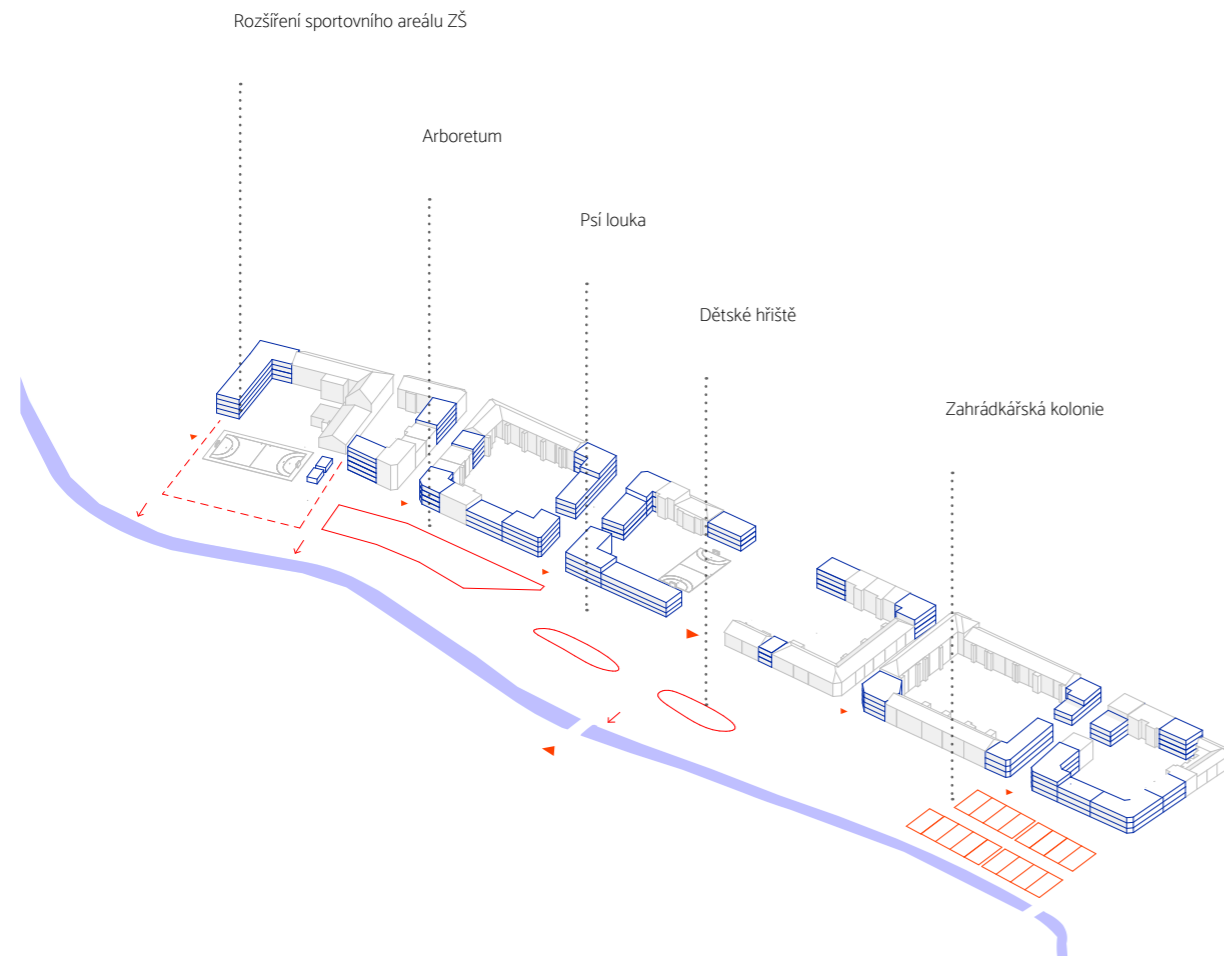 Rozšíření sportovního areálu ZŠ
Arboretum
Psí louka
Dětské hřiště
Zahrádkářská kolonie